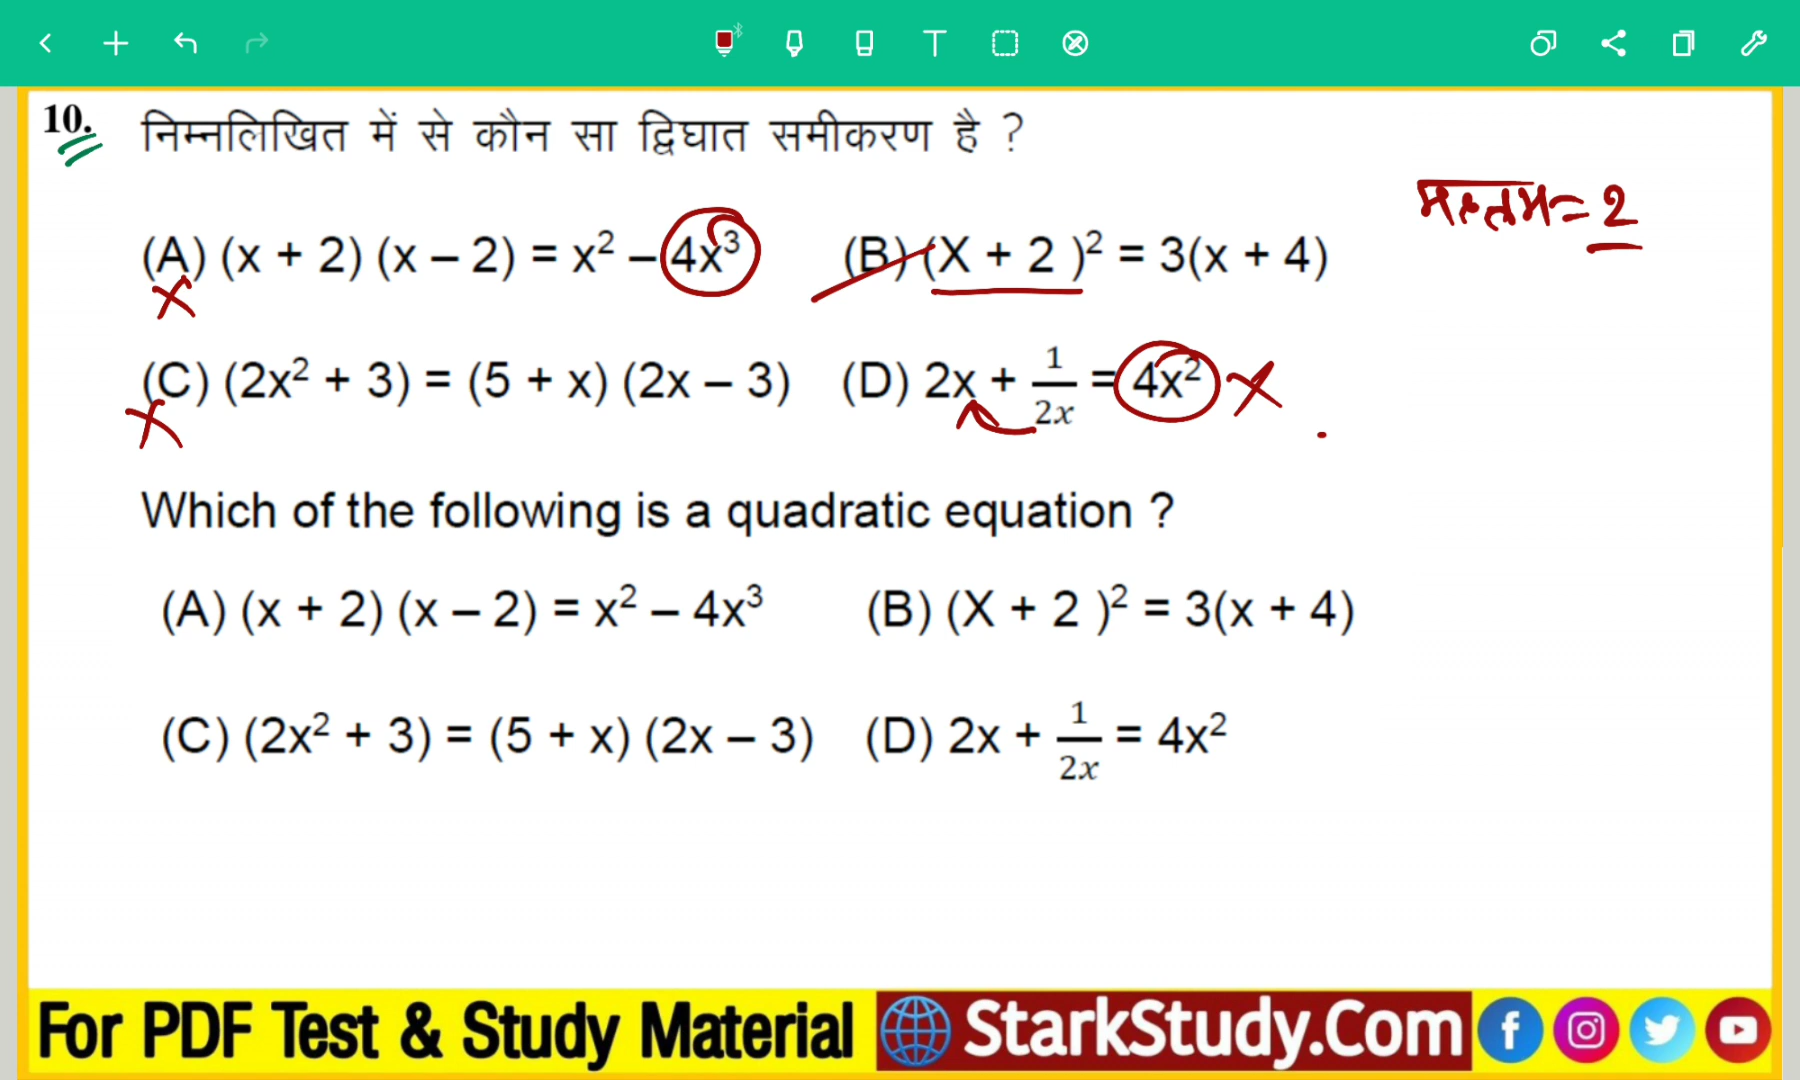 10. निम्नलिखित में से कौन सा द्विघात समीकरण है ?
महत्तम = 2
(A) (x + 2) (x – 2) = x² – 4x³ (B) (X + 2 )² = 3(x + 4)
(C) (2x² + 3) = (5 + x) (2x – 3) (D) 2x + 1/2x = 4x²
Which of the following is a quadratic equation ?
(A) (x + 2) (x – 2) = x² – 4x³ (B) (X + 2 )² = 3(x + 4)
(C) (2x² + 3) = (5 + x) (2x – 3) (D) 2x + 1/2x = 4x²
For PDF Test & Study Material StarkStudy.Com